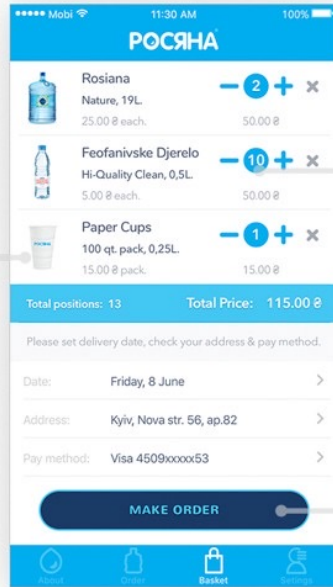 Mobi 11:30 AM 100%
РОСЯНА
Rosiana
Nature, 19L.
2
25.00 ₴ each. 50.00 ₴
Feofanivske Djerelo
Hi-Quality Clean, 0,5L.
10
5.00 ₴ each. 50.00 ₴
Paper Cups
100 qt. pack, 0,25L.
1
РОСЯНА
15.00 ₴ pack. 15.00 ₴
Total positions: 13 Total Price: 115.00 ₴
Please set delivery date, check your address & pay method.
Date: Friday, 8 June
Address: Kyiv, Nova str. 56, ap.82
Pay method: Visa 4509xxxxx53
MAKE ORDER
About Order Basket Setings